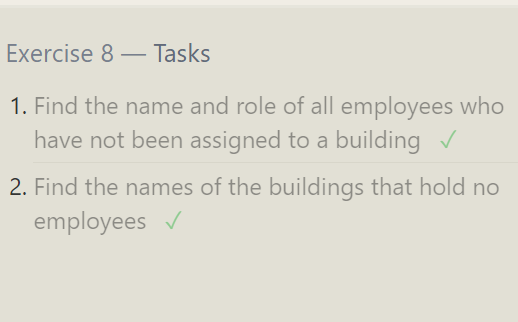 Exercise 8 — Tasks
1. Find the name and role of all employees who
have not been assigned to a building ✓
2. Find the names of the buildings that hold no
employees ✓